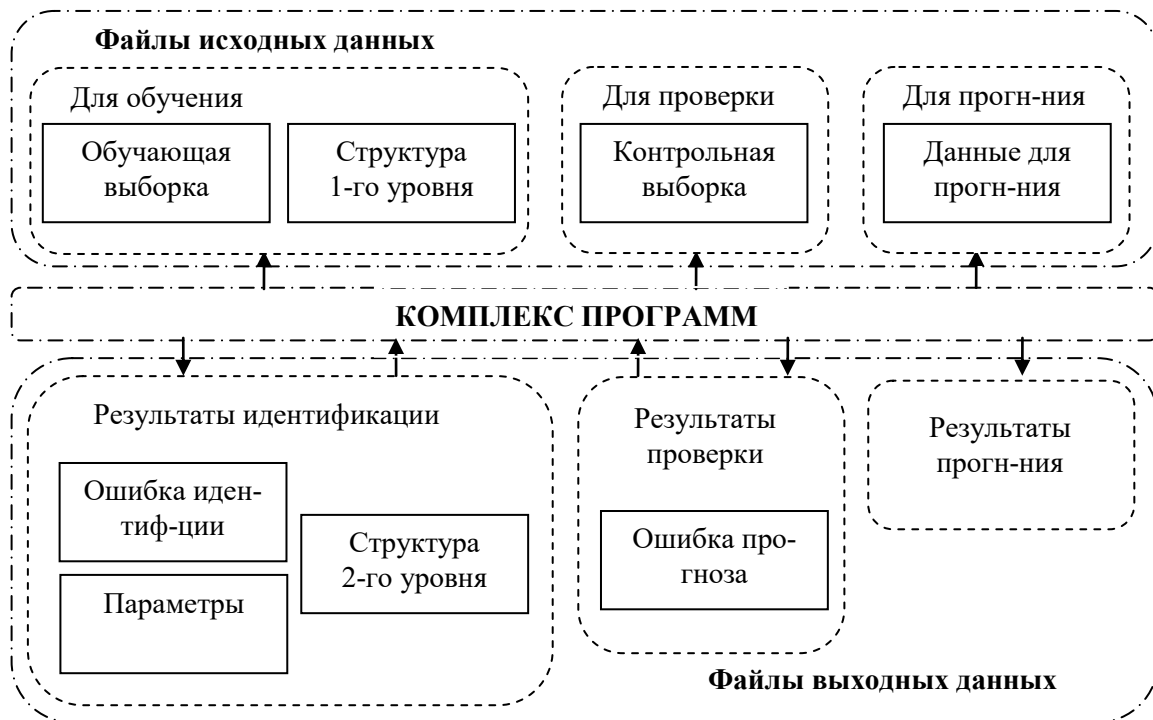 Файлы исходных данных
Для обучения
Обучающая
выборка
Структура
1-го уровня
Для проверки
Контрольная
выборка
Для прогн-ния
Данные для
прогн-ния
КОМПЛЕКС ПРОГРАММ
Результаты идентификации
Ошибка иден-
тиф-ции
Параметры
Структура
2-го уровня
Результаты
проверки
Ошибка про-
гноза
Результаты
прогн-ния
Файлы выходных данных